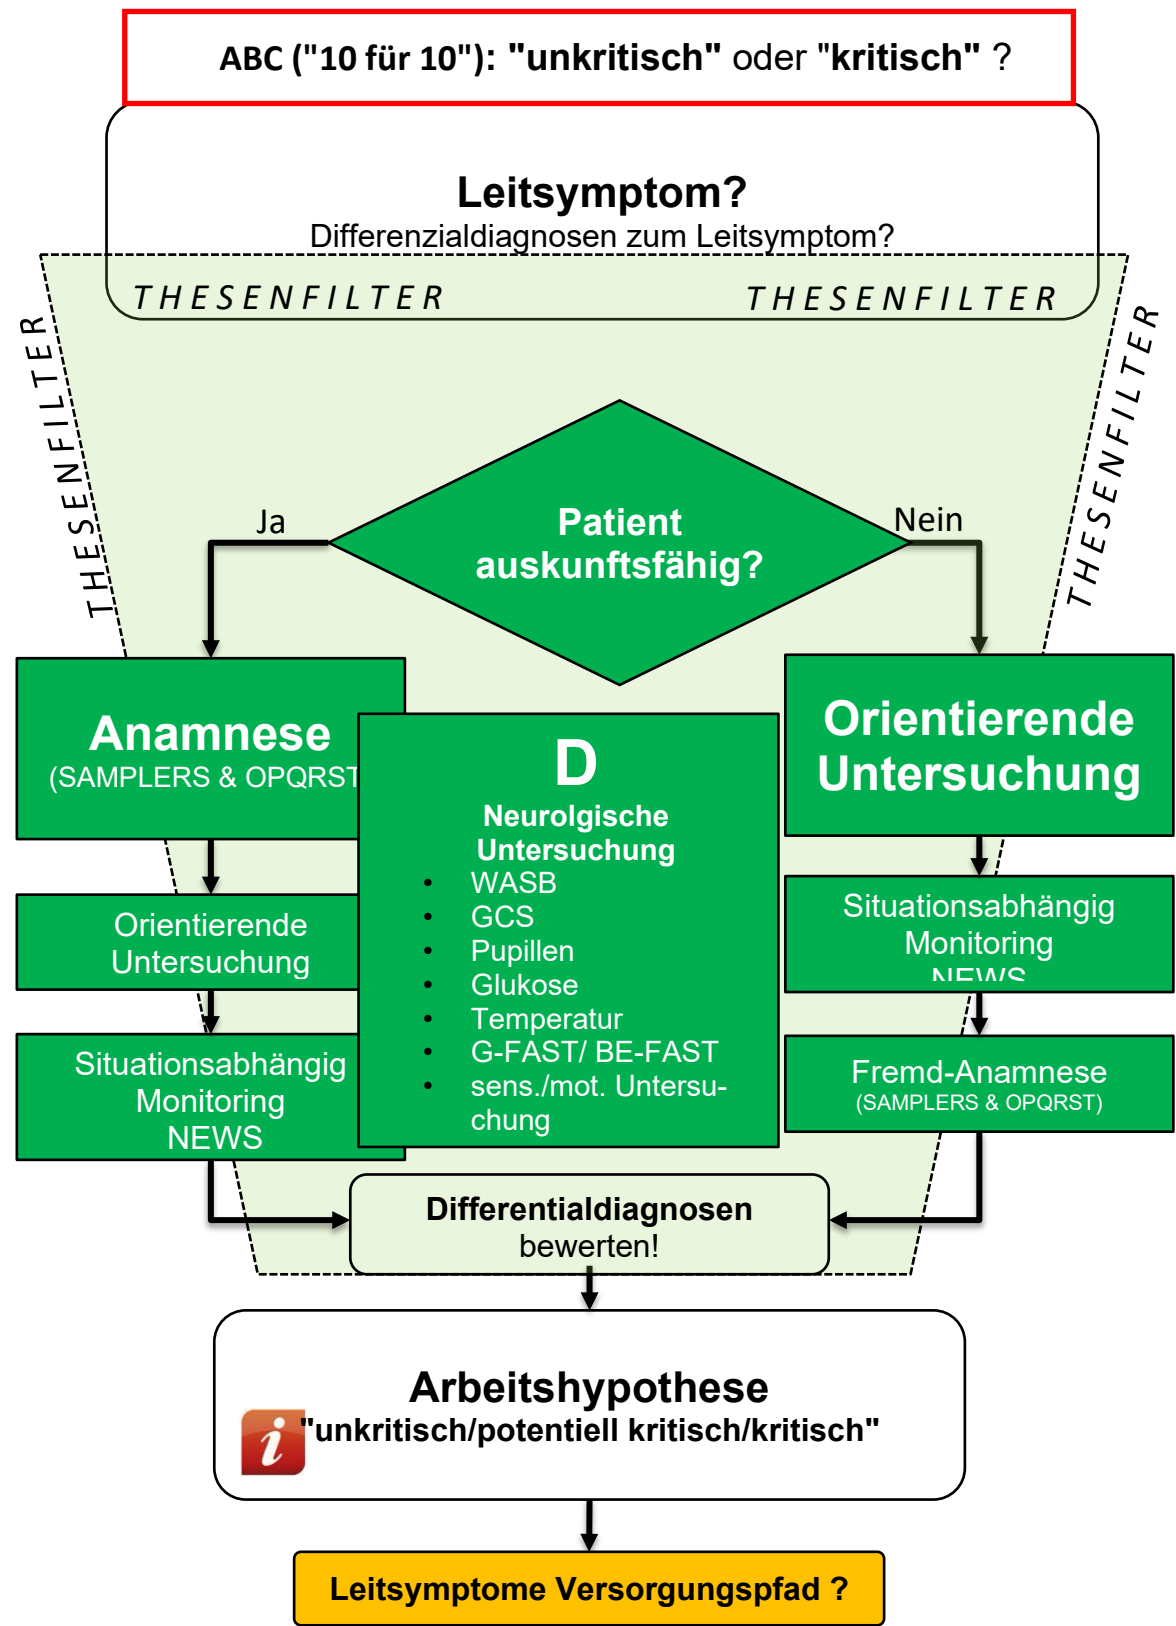 ABC ("10 für 10"): "unkritisch" oder "kritisch" ?
Leitsymptom?
Differenzialdiagnosen zum Leitsymptom?
THESENFILTER
THESENFILTER
THESENFILTER
THESENFILTER
Patient
auskunftsfähig?
Ja
Nein
Anamnese
(SAMPLERS & OPQRST
Orientierende
Untersuchung
Situationsabhängig
Monitoring
NEWS
D
Neurolgische
Untersuchung
• WASB
• GCS
• Pupillen
• Glukose
• Temperatur
• G-FAST/ BE-FAST
• sens./mot. Untersu-
chung
Orientierende
Untersuchung
Situationsabhängig
Monitoring
NEWS
Fremd-Anamnese
(SAMPLERS & OPQRST)
Differentialdiagnosen
bewerten!
Arbeitshypothese
i
"unkritisch/potentiell kritisch/kritisch"
Leitsymptome Versorgungspfad ?